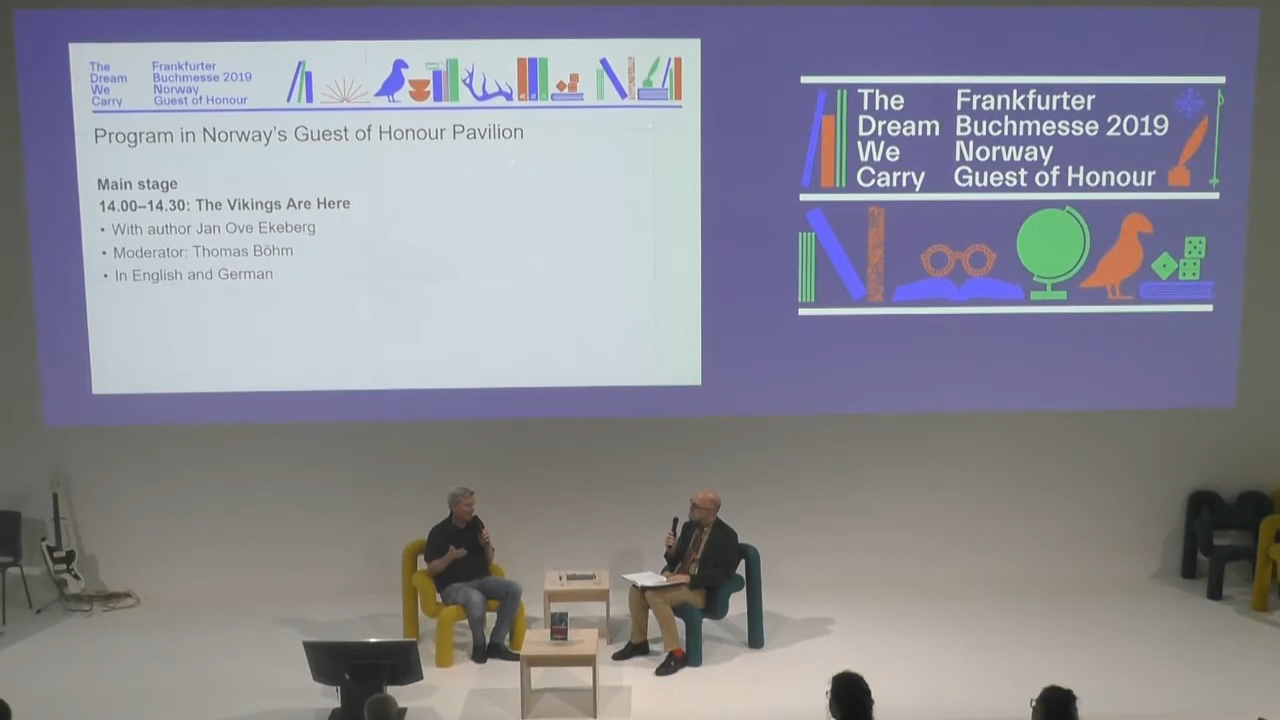 The Dream We Carry
Frankfurter Buchmesse 2019 Norway Guest of Honour
Program in Norway's Guest of Honour Pavilion
Main stage
14.00–14.30: The Vikings Are Here
• With author Jan Ove Ekeberg
• Moderator: Thomas Böhm
• In English and German
The Frankfurter
Dream Buchmesse 2019
We Norway
Carry Guest of Honour